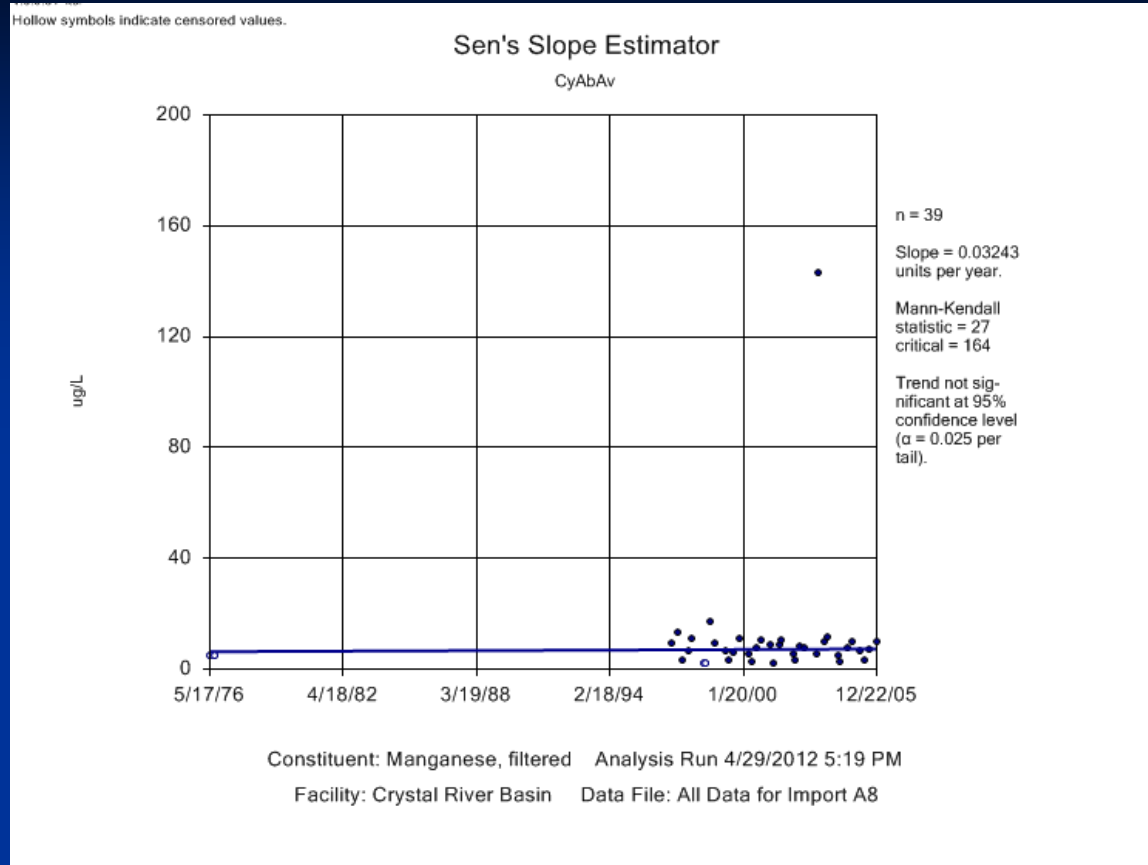 Hollow symbols indicate censored values.
Sen's Slope Estimator
CyAbAv
200
160
120
80
40
0
ug/L
5/17/76 4/18/82 3/19/88 2/18/94 1/20/00 12/22/05
n = 39
Slope = 0.03243
units per year.
Mann-Kendall
statistic = 27
critical = 164
Trend not sig-
nificant at 95%
confidence level
(α = 0.025 per
tail).
Constituent: Manganese, filtered Analysis Run 4/29/2012 5:19 PM
Facility: Crystal River Basin Data File: All Data for Import A8